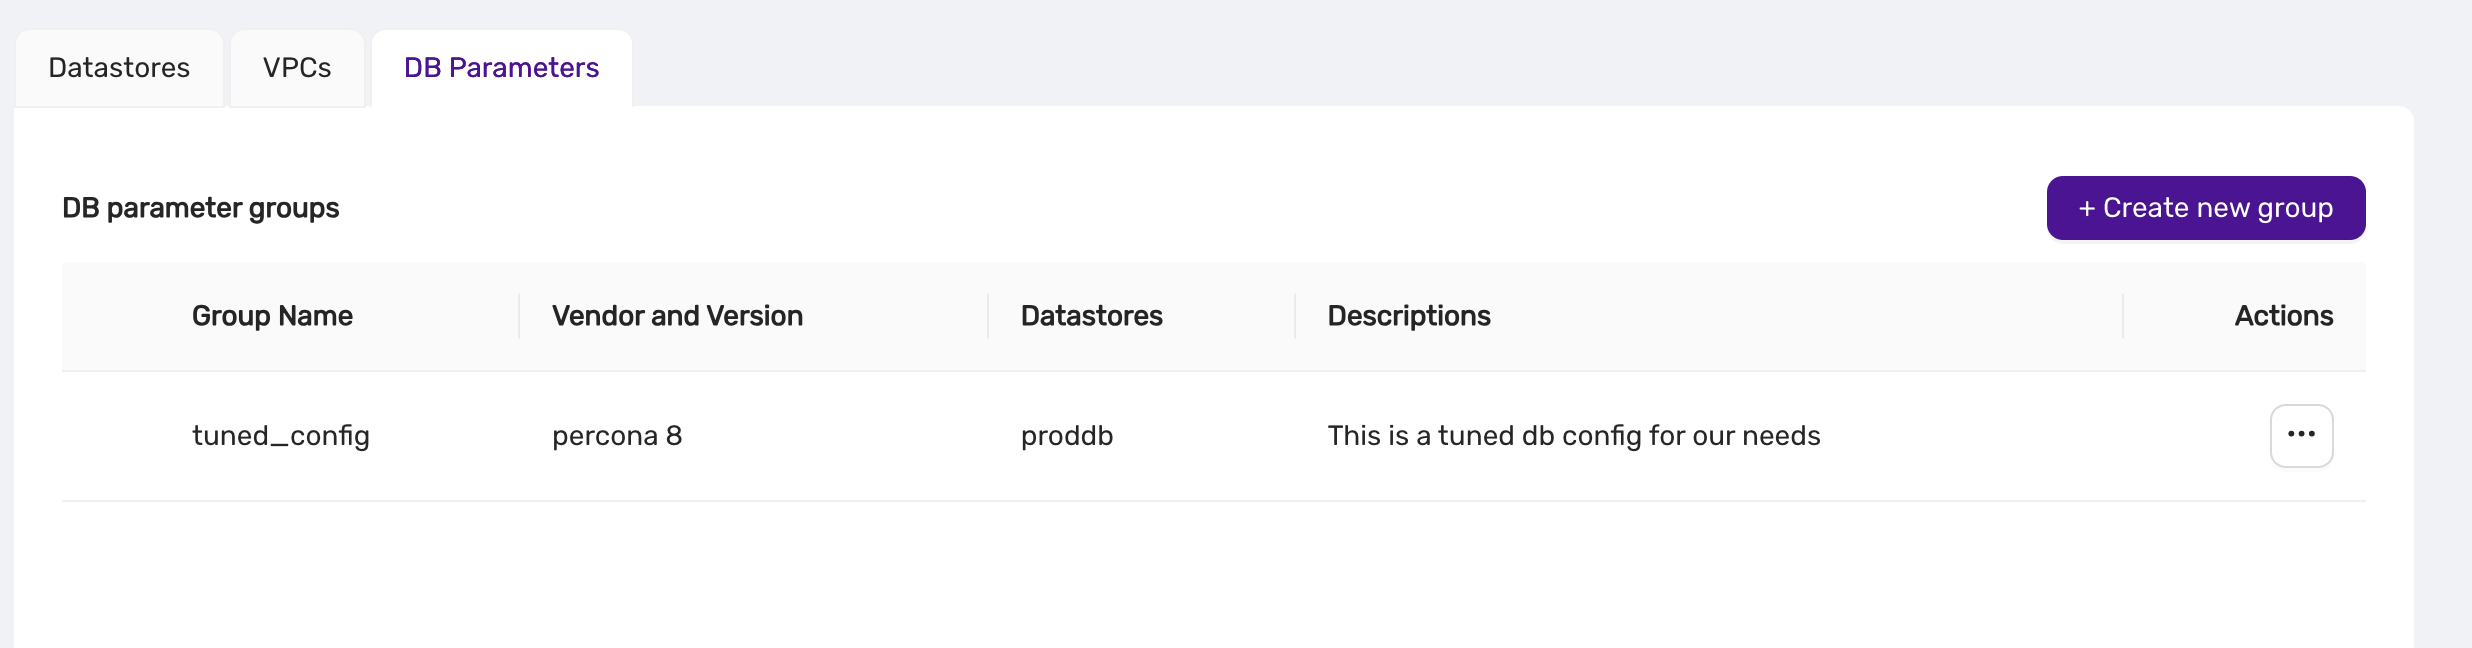 Datastores VPCs DB Parameters
DB parameter groups + Create new group
Group Name Vendor and Version Datastores Descriptions Actions
tuned_config percona 8 proddb This is a tuned db config for our needs